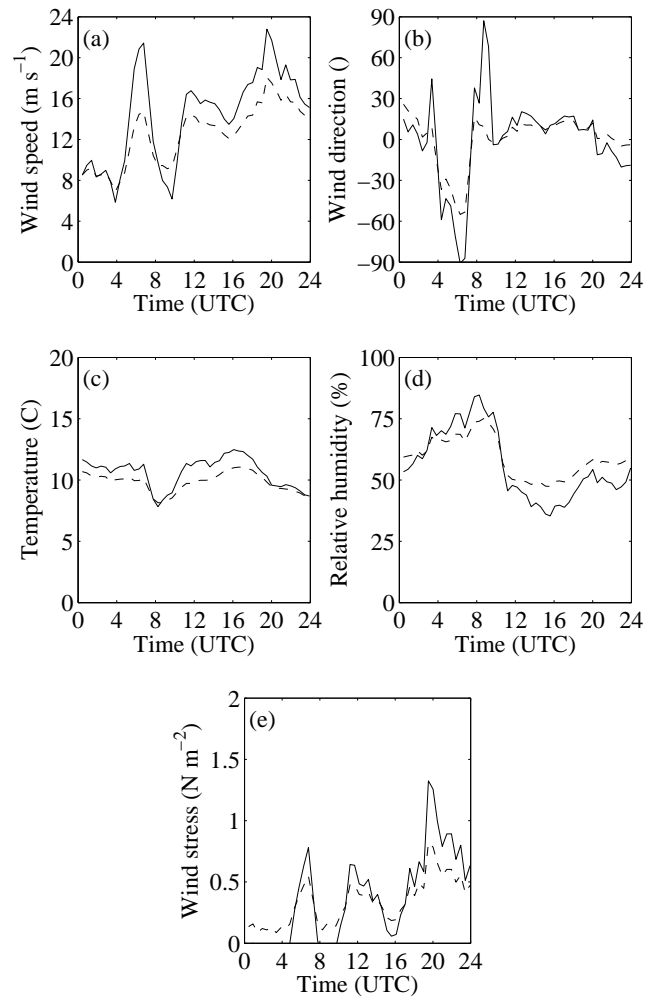 (a)
Wind speed (m s⁻¹)
24
20
16
12
8
4
0
0 4 8 12 16 20 24
Time (UTC)
(b)
Wind direction ()
90
60
30
0
−30
−60
−90
0 4 8 12 16 20 24
Time (UTC)
(c)
Temperature (C)
20
15
10
5
0
0 4 8 12 16 20 24
Time (UTC)
(d)
Relative humidity (%)
100
75
50
25
0
0 4 8 12 16 20 24
Time (UTC)
(e)
Wind stress (N m⁻²)
2
1.5
1
0.5
0
0 4 8 12 16 20 24
Time (UTC)